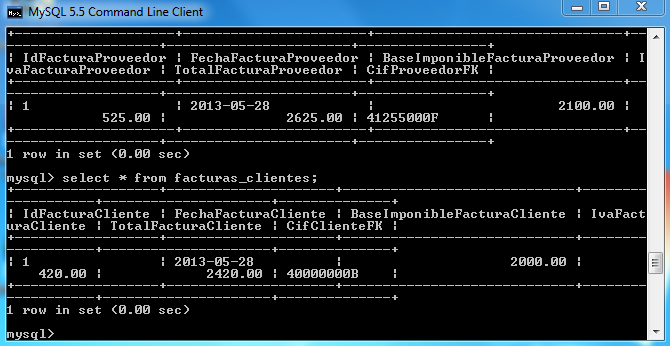 MySQL 5.5 Command Line Client
| IdFacturaProveedor | FechaFacturaProveedor | BaseImponibleFacturaProveedor | I
vaFacturaProveedor | TotalFacturaProveedor | CifProveedorFK |
| 1 | 2013-05-28 | 2100.00 |
525.00 | 2625.00 | 41255000F |
1 row in set (0.00 sec)
mysql> select * from facturas_clientes;
| IdFacturaCliente | FechaFacturaCliente | BaseImponibleFacturaCliente | IvaFact
uraCliente | TotalFacturaCliente | CifClienteFK |
| 1 | 2013-05-28 | 2000.00 |
420.00 | 2420.00 | 40000000B |
1 row in set (0.00 sec)
mysql>